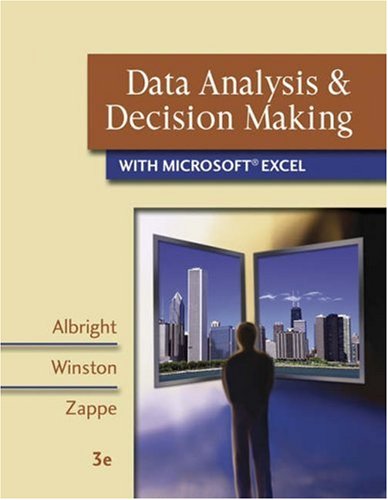 Data Analysis &
Decision Making
WITH MICROSOFT® EXCEL
Albright
Winston
Zappe
3e